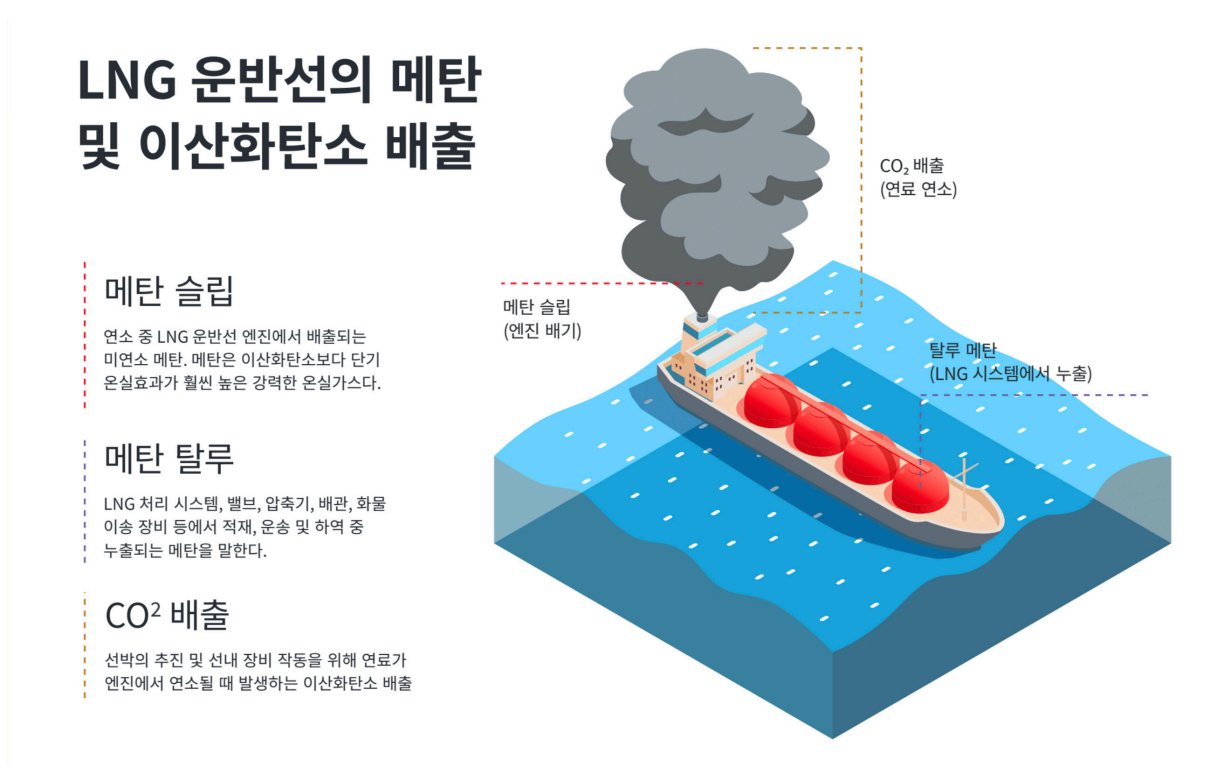 LNG 운반선의 메탄
및 이산화탄소 배출
메탄 슬립
연소 중 LNG 운반선 엔진에서 배출되는
미연소 메탄. 메탄은 이산화탄소보다 단기
온실효과가 훨씬 높은 강력한 온실가스다.
메탄 탈루
LNG 처리 시스템, 밸브, 압축기, 배관, 화물
이송 장비 등에서 적재, 운송 및 하역 중
누출되는 메탄을 말한다.
CO² 배출
선박의 추진 및 선내 장비 작동을 위해 연료가
엔진에서 연소될 때 발생하는 이산화탄소 배출
CO₂ 배출
(연료 연소)
메탄 슬립
(엔진 배기)
탈루 메탄
(LNG 시스템에서 누출)